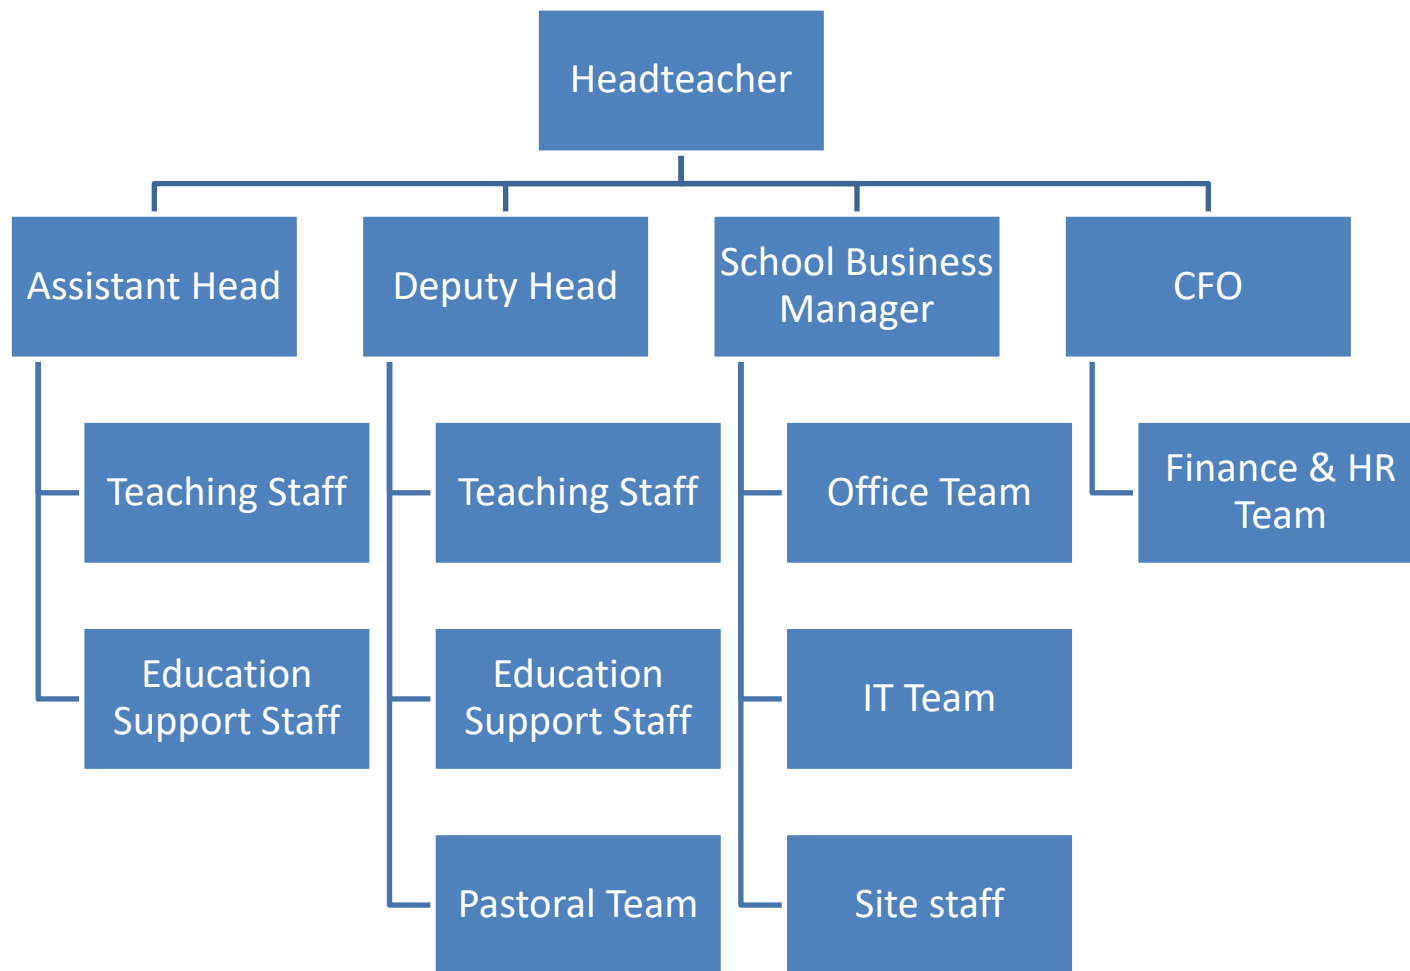 Headteacher
Assistant Head
Deputy Head
School Business
Manager
CFO
Teaching Staff
Teaching Staff
Office Team
Finance & HR
Team
Education
Support Staff
Education
Support Staff
IT Team
Pastoral Team
Site staff